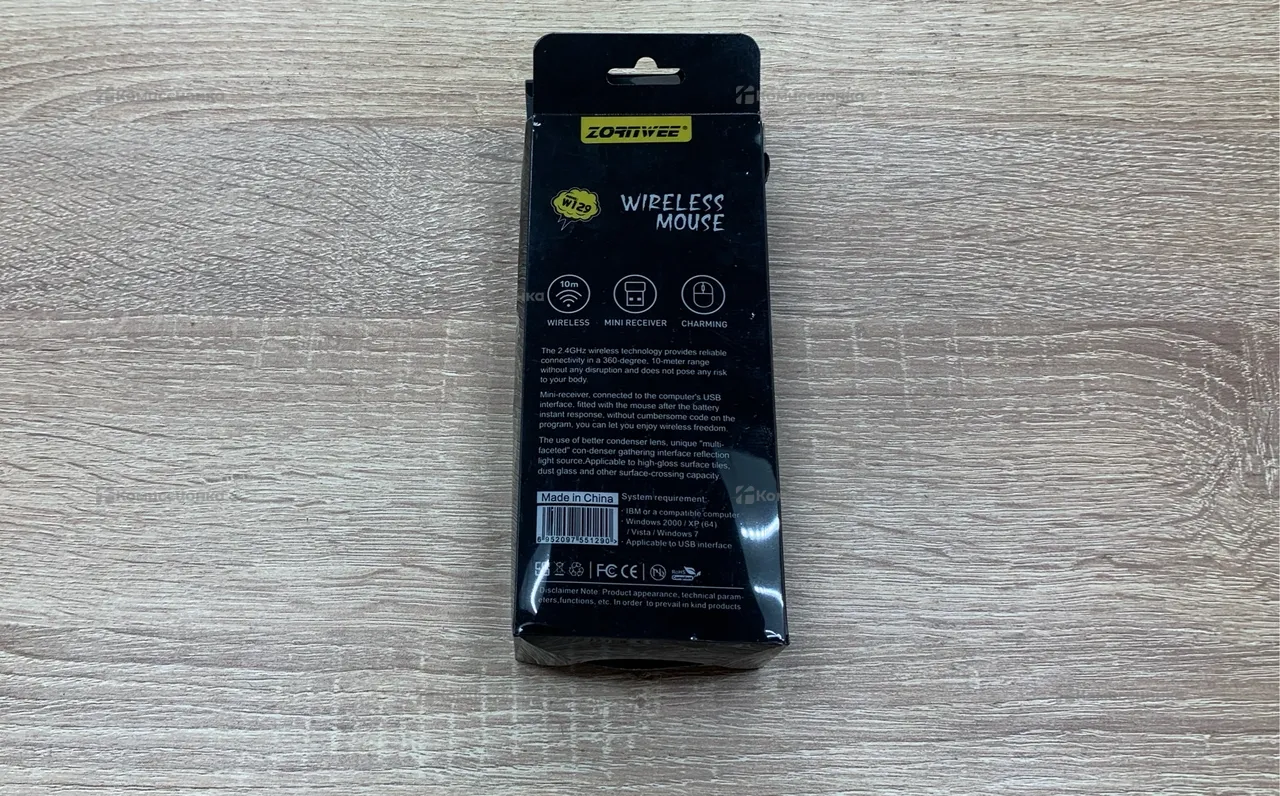 ZORNWEE®
W129
WIRELESS
MOUSE
10m
WIRELESS
MINI RECEIVER
CHARMING
The 2.4GHz wireless technology provides reliable
connectivity in a 360-degree, 10-meter range
without any disruption and does not pose any risk
to your body.
Mini-receiver, connected to the computer's USB
interface, fitted with the mouse after the battery
instant response, without cumbersome code on the
program, you can let you enjoy wireless freedom.
The use of better condenser lens, unique "multi-
faceted" con-denser gathering interface reflection
light source.Applicable to high-gloss surface tiles,
dust glass and other surface-crossing capacity
Made in China
System requirement:
· IBM or a compatible computer
· Windows 2000 / XP (64)
/ Vista / Windows 7
· Applicable to USB interface
6 952097 551290 >
FC CE
RoHS
Disclaimer Note: Product appearance, technical param-
eters,functions, etc. In order to prevail in kind products
Комиссионка
Комиссионка